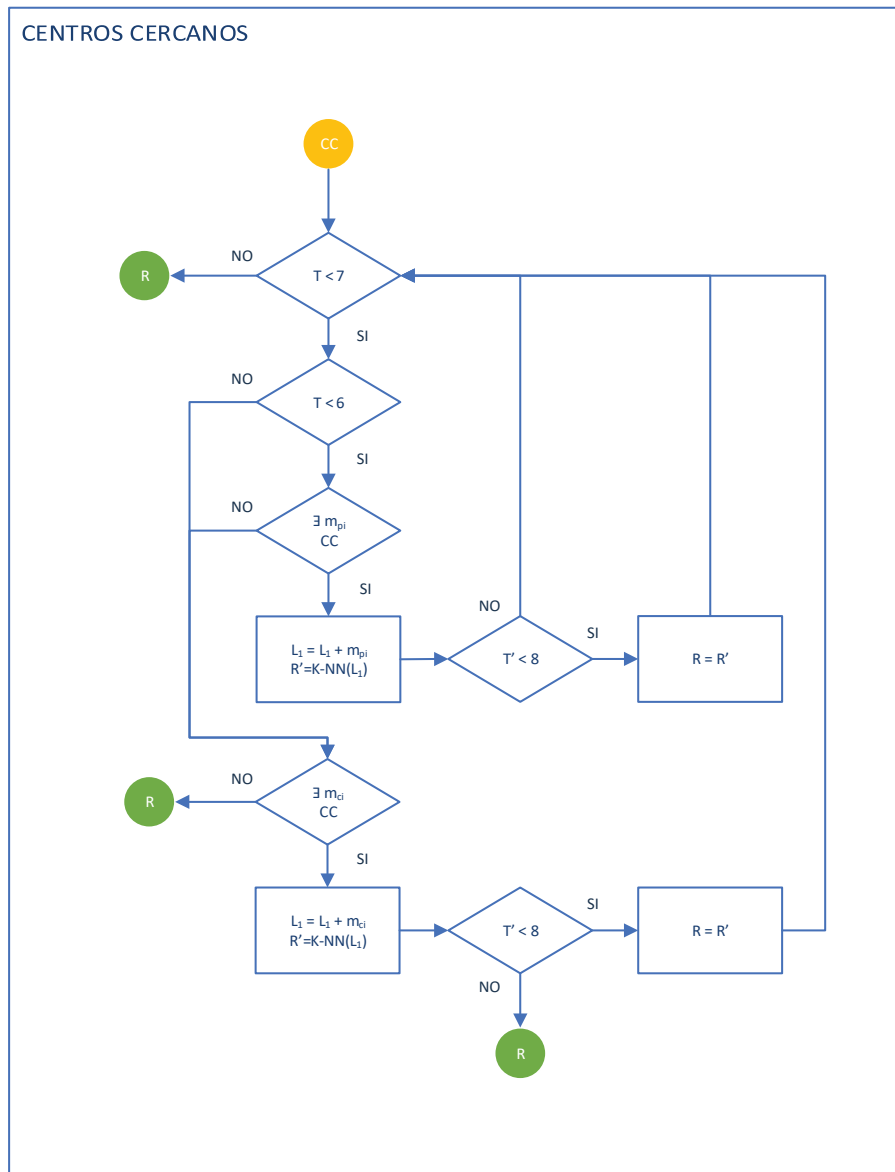 CENTROS CERCANOS
CC
NO
R
T < 7
SI
NO
T < 6
SI
NO
∃ mpi
CC
SI
L1 = L1 + mpi
R'=K-NN(L1)
NO
T' < 8
SI
R = R'
NO
R
∃ mci
CC
SI
L1 = L1 + mci
R'=K-NN(L1)
T' < 8
SI
R = R'
NO
R